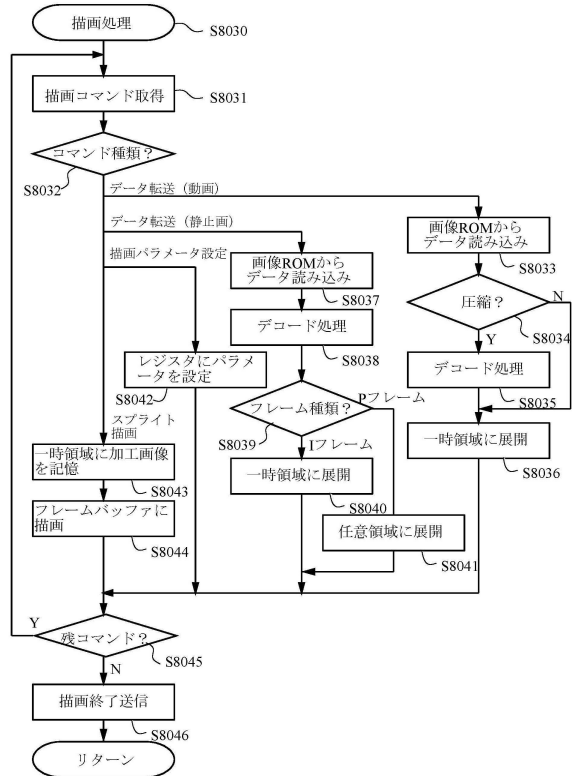 描画処理
S8030
描画コマンド取得
S8031
コマンド種類？
S8032
データ転送（動画）
データ転送（静止画）
描画パラメータ設定
画像ROMから
データ読み込み
S8033
圧縮？
N
S8034
Y
デコード処理
S8035
一時領域に展開
S8036
画像ROMから
データ読み込み
S8037
デコード処理
S8038
フレーム種類？
Pフレーム
S8039
Iフレーム
一時領域に展開
S8040
任意領域に展開
S8041
レジスタにパラメ
ータを設定
S8042
スプライト
描画
一時領域に加工画像
を記憶
S8043
フレームバッファに
描画
S8044
Y
残コマンド？
S8045
N
描画終了送信
S8046
リターン